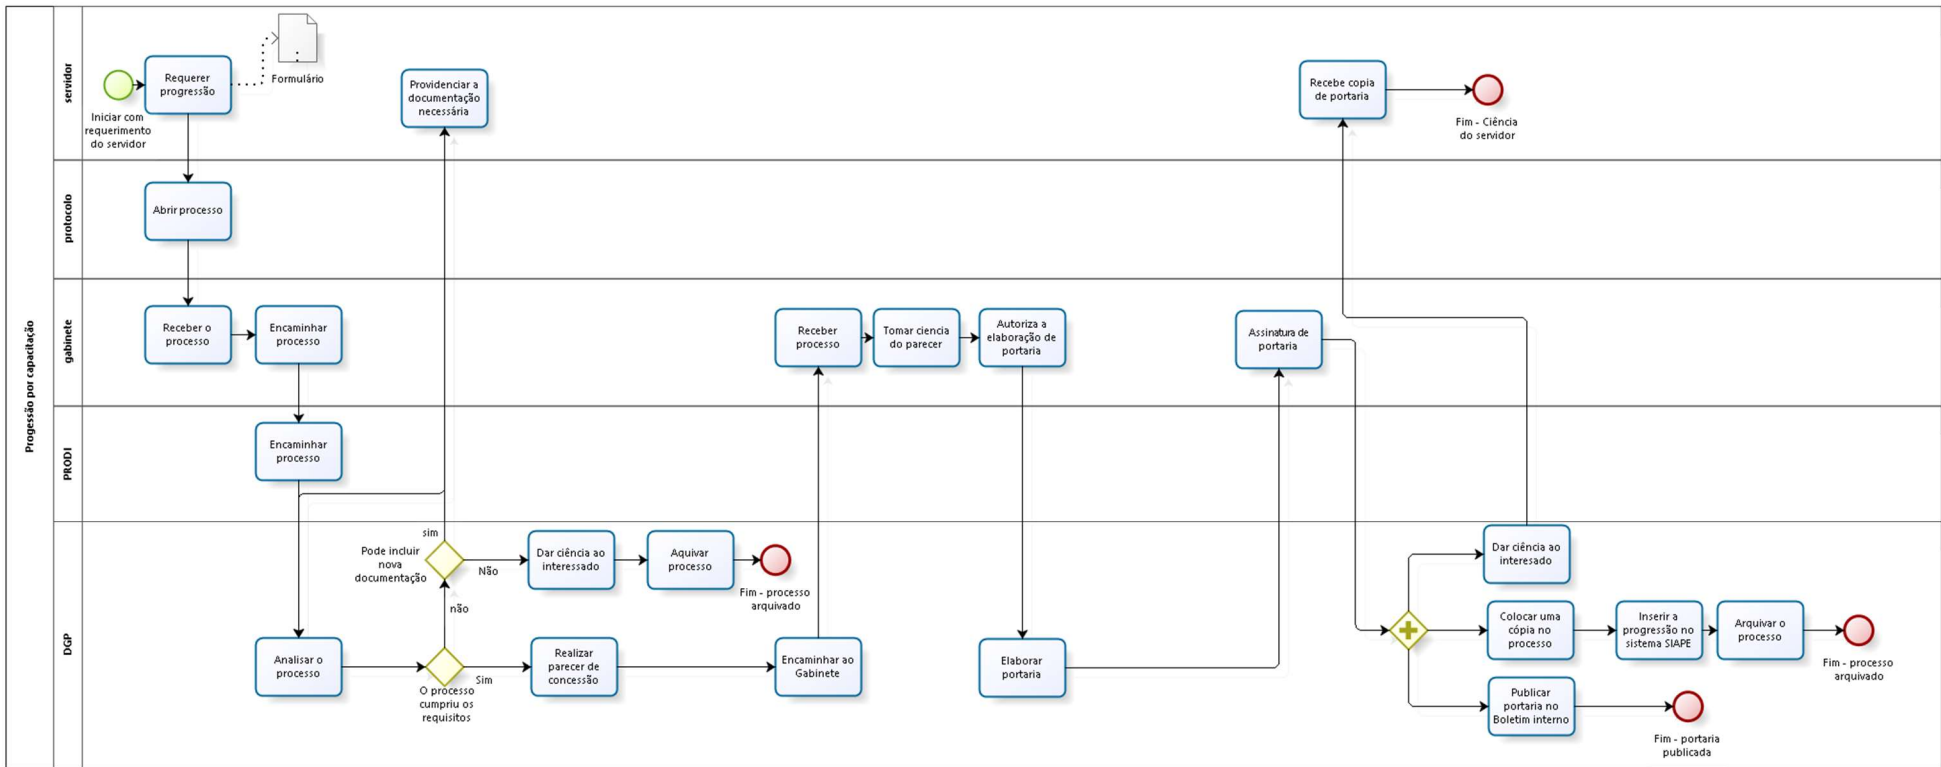 Progessão por capacitação
servidor
Iniciar com
requerimento
do servidor
Requerer
progressão
Formulário
Providenciar a
documentação
necessária
Recebe copia
de portaria
Fim - Ciência
do servidor
protocolo
Abrir processo
gabinete
Receber o
processo
Encaminhar
processo
Receber
processo
Tomar ciencia
do parecer
Autoriza a
elaboração de
portaria
Assinatura de
portaria
PRODI
Encaminhar
processo
DGP
sim
Pode incluir
nova
documentação
Não
não
Dar ciência ao
interessado
Aquivar
processo
Fim - processo
arquivado
Analisar o
processo
O processo
cumpriu os
requisitos
Sim
Realizar
parecer de
concessão
Encaminhar ao
Gabinete
Elaborar
portaria
Dar ciência ao
interesado
Colocar uma
cópia no
processo
Inserir a
progressão no
sistema SIAPE
Arquivar o
processo
Fim - processo
arquivado
Publicar
portaria no
Boletim interno
Fim - portaria
publicada